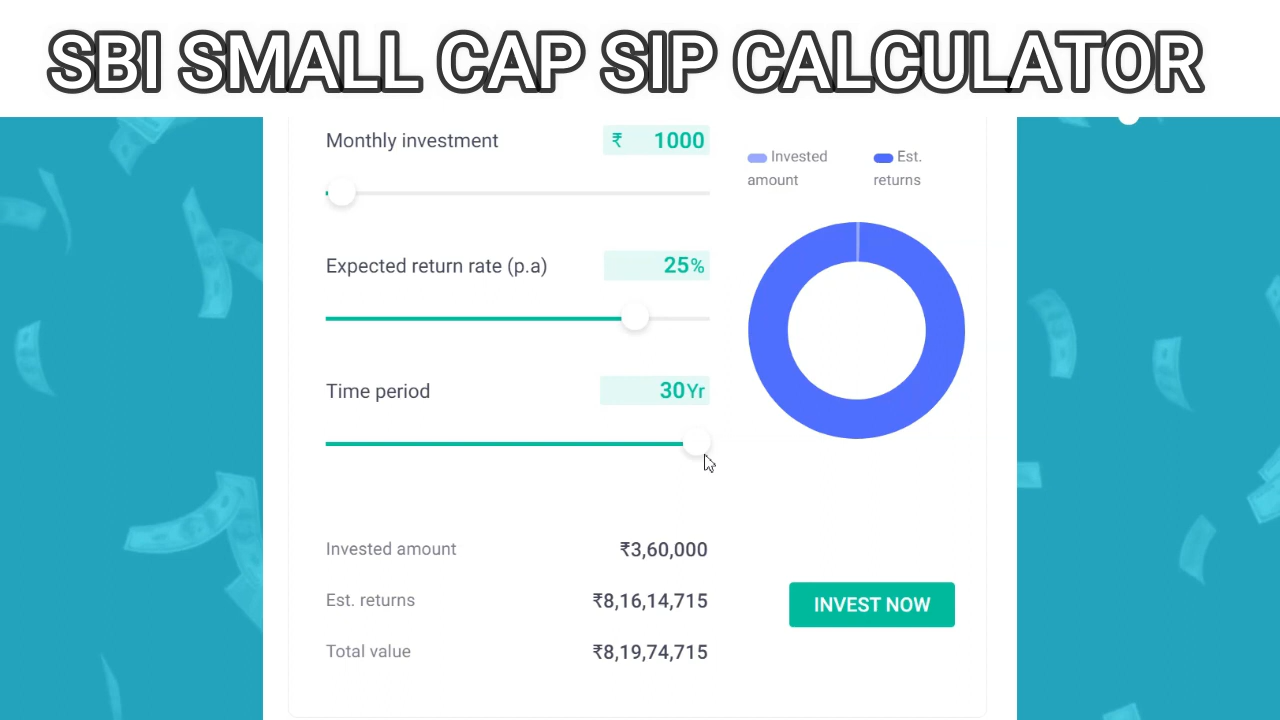 SBI SMALL CAP SIP CALCULATOR
Monthly investment ₹ 1000
Expected return rate (p.a) 25%
Time period 30Yr
Invested amount ₹3,60,000
Est. returns ₹8,16,14,715
Total value ₹8,19,74,715
Invested
amount
Est.
returns
INVEST NOW